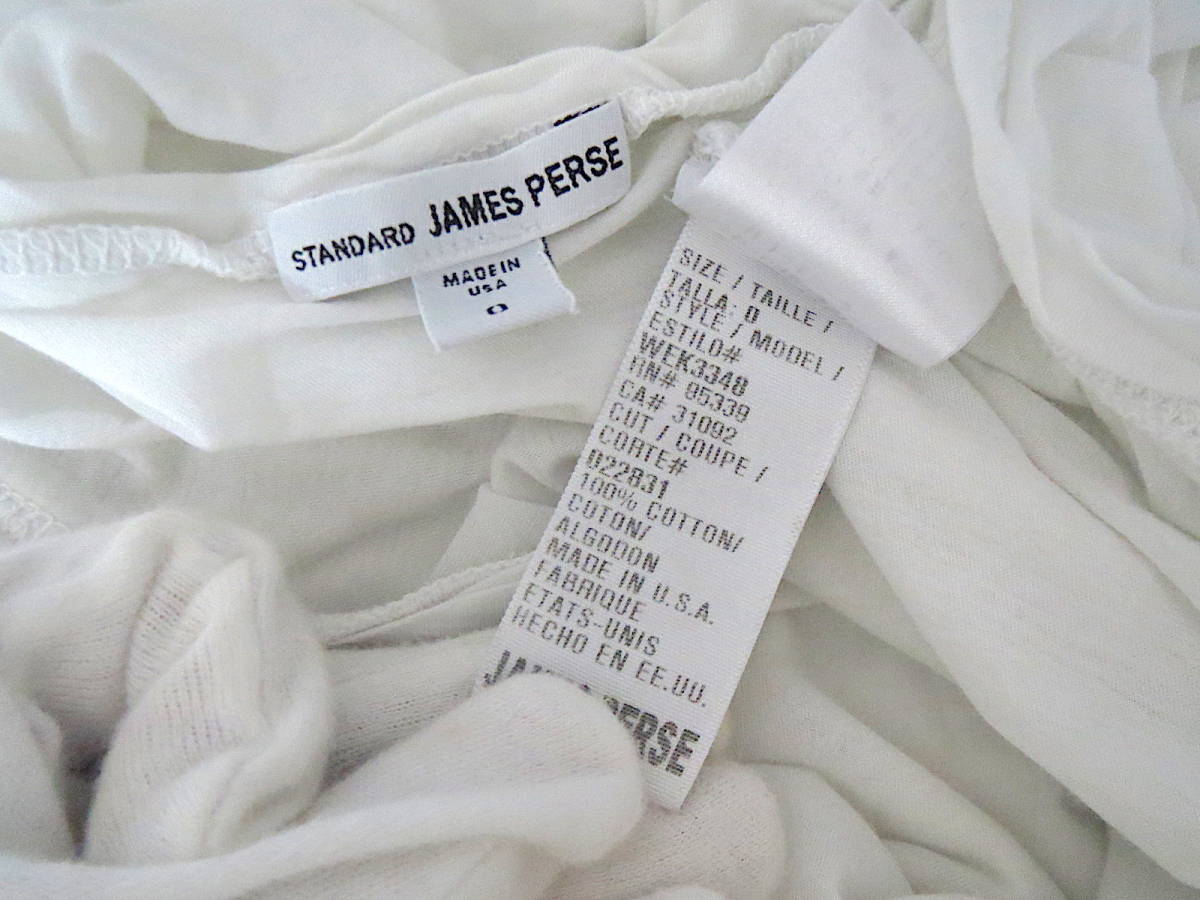 STANDARD JAMES PERSE
MADE IN
USA
0
SIZE / TAILLE /
TALLA: 0
STYLE / MODEL /
ESTILO#
WEK3348
RN# 05339
CA# 31092
CUT / COUPE /
CORTE#
022831
100% COTTON/
COTON/
ALGODON
MADE IN U.S.A.
FABRIQUE
ETATS-UNIS
HECHO EN EE.UU.